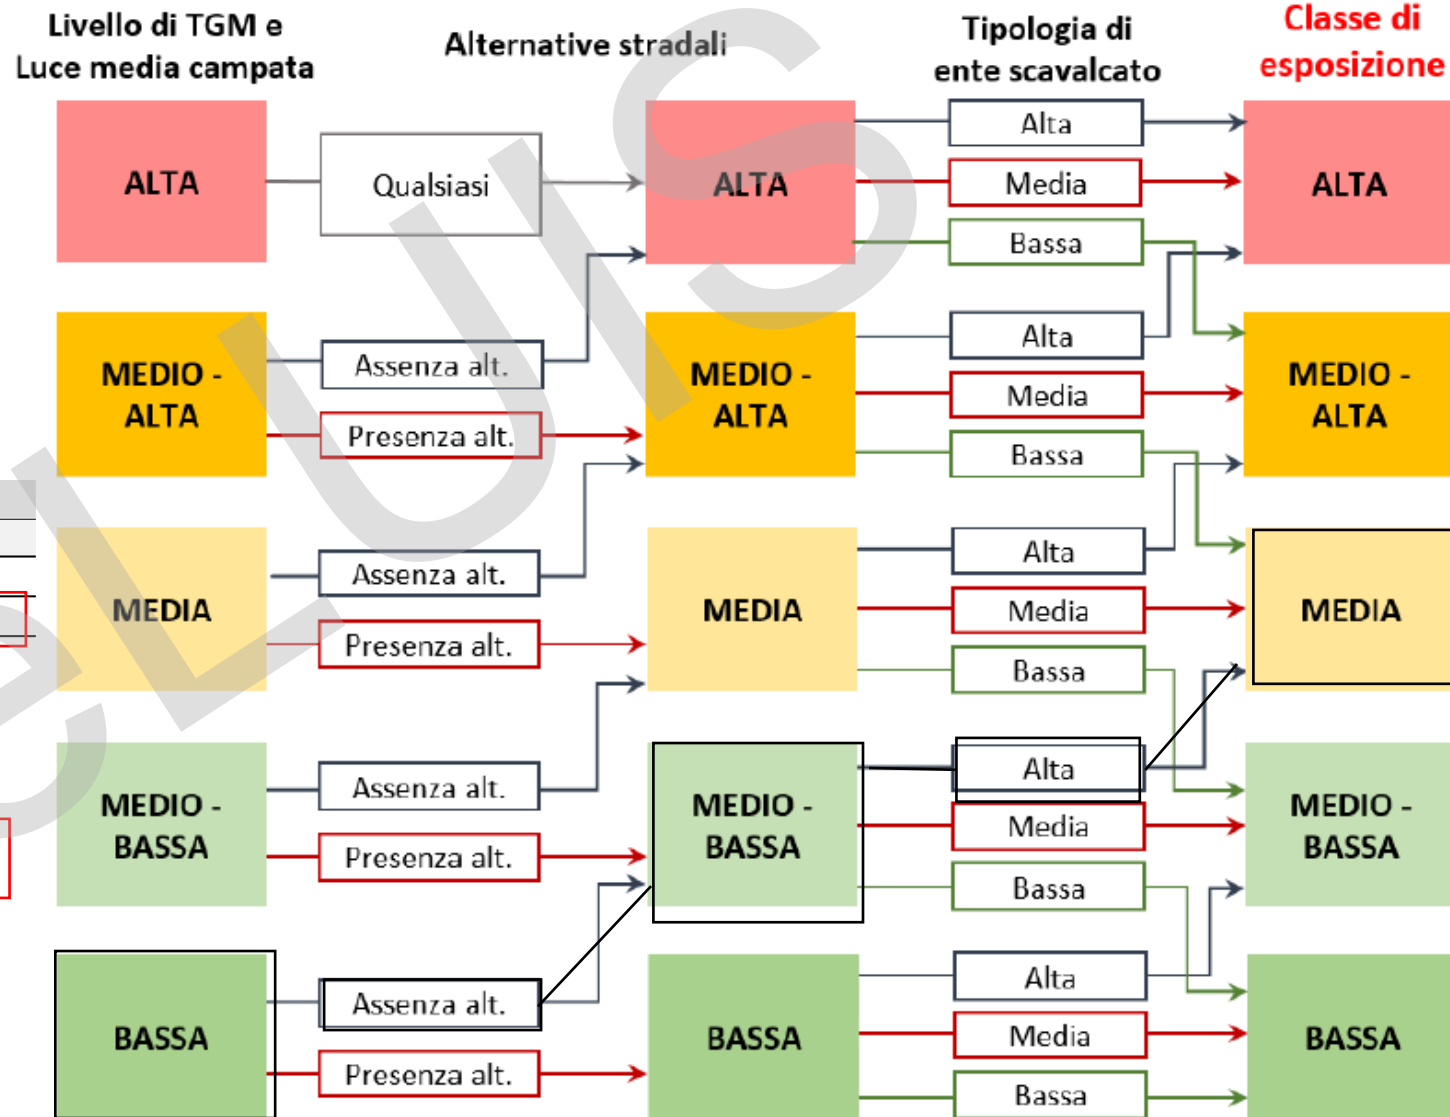 Livello di TGM e
Luce media campata
Alternative stradali
Tipologia di
ente scavalcato
Classe di
esposizione
ALTA
Qualsiasi
ALTA
Alta
Media
Bassa
ALTA
MEDIO -
ALTA
Assenza alt.
Presenza alt.
MEDIO -
ALTA
Alta
Media
Bassa
MEDIO -
ALTA
MEDIA
Assenza alt.
Presenza alt.
MEDIA
Alta
Media
Bassa
MEDIA
MEDIO -
BASSA
Assenza alt.
Presenza alt.
MEDIO -
BASSA
Alta
Media
Bassa
MEDIO -
BASSA
BASSA
Assenza alt.
Presenza alt.
BASSA
Alta
Media
Bassa
BASSA
eLUIS